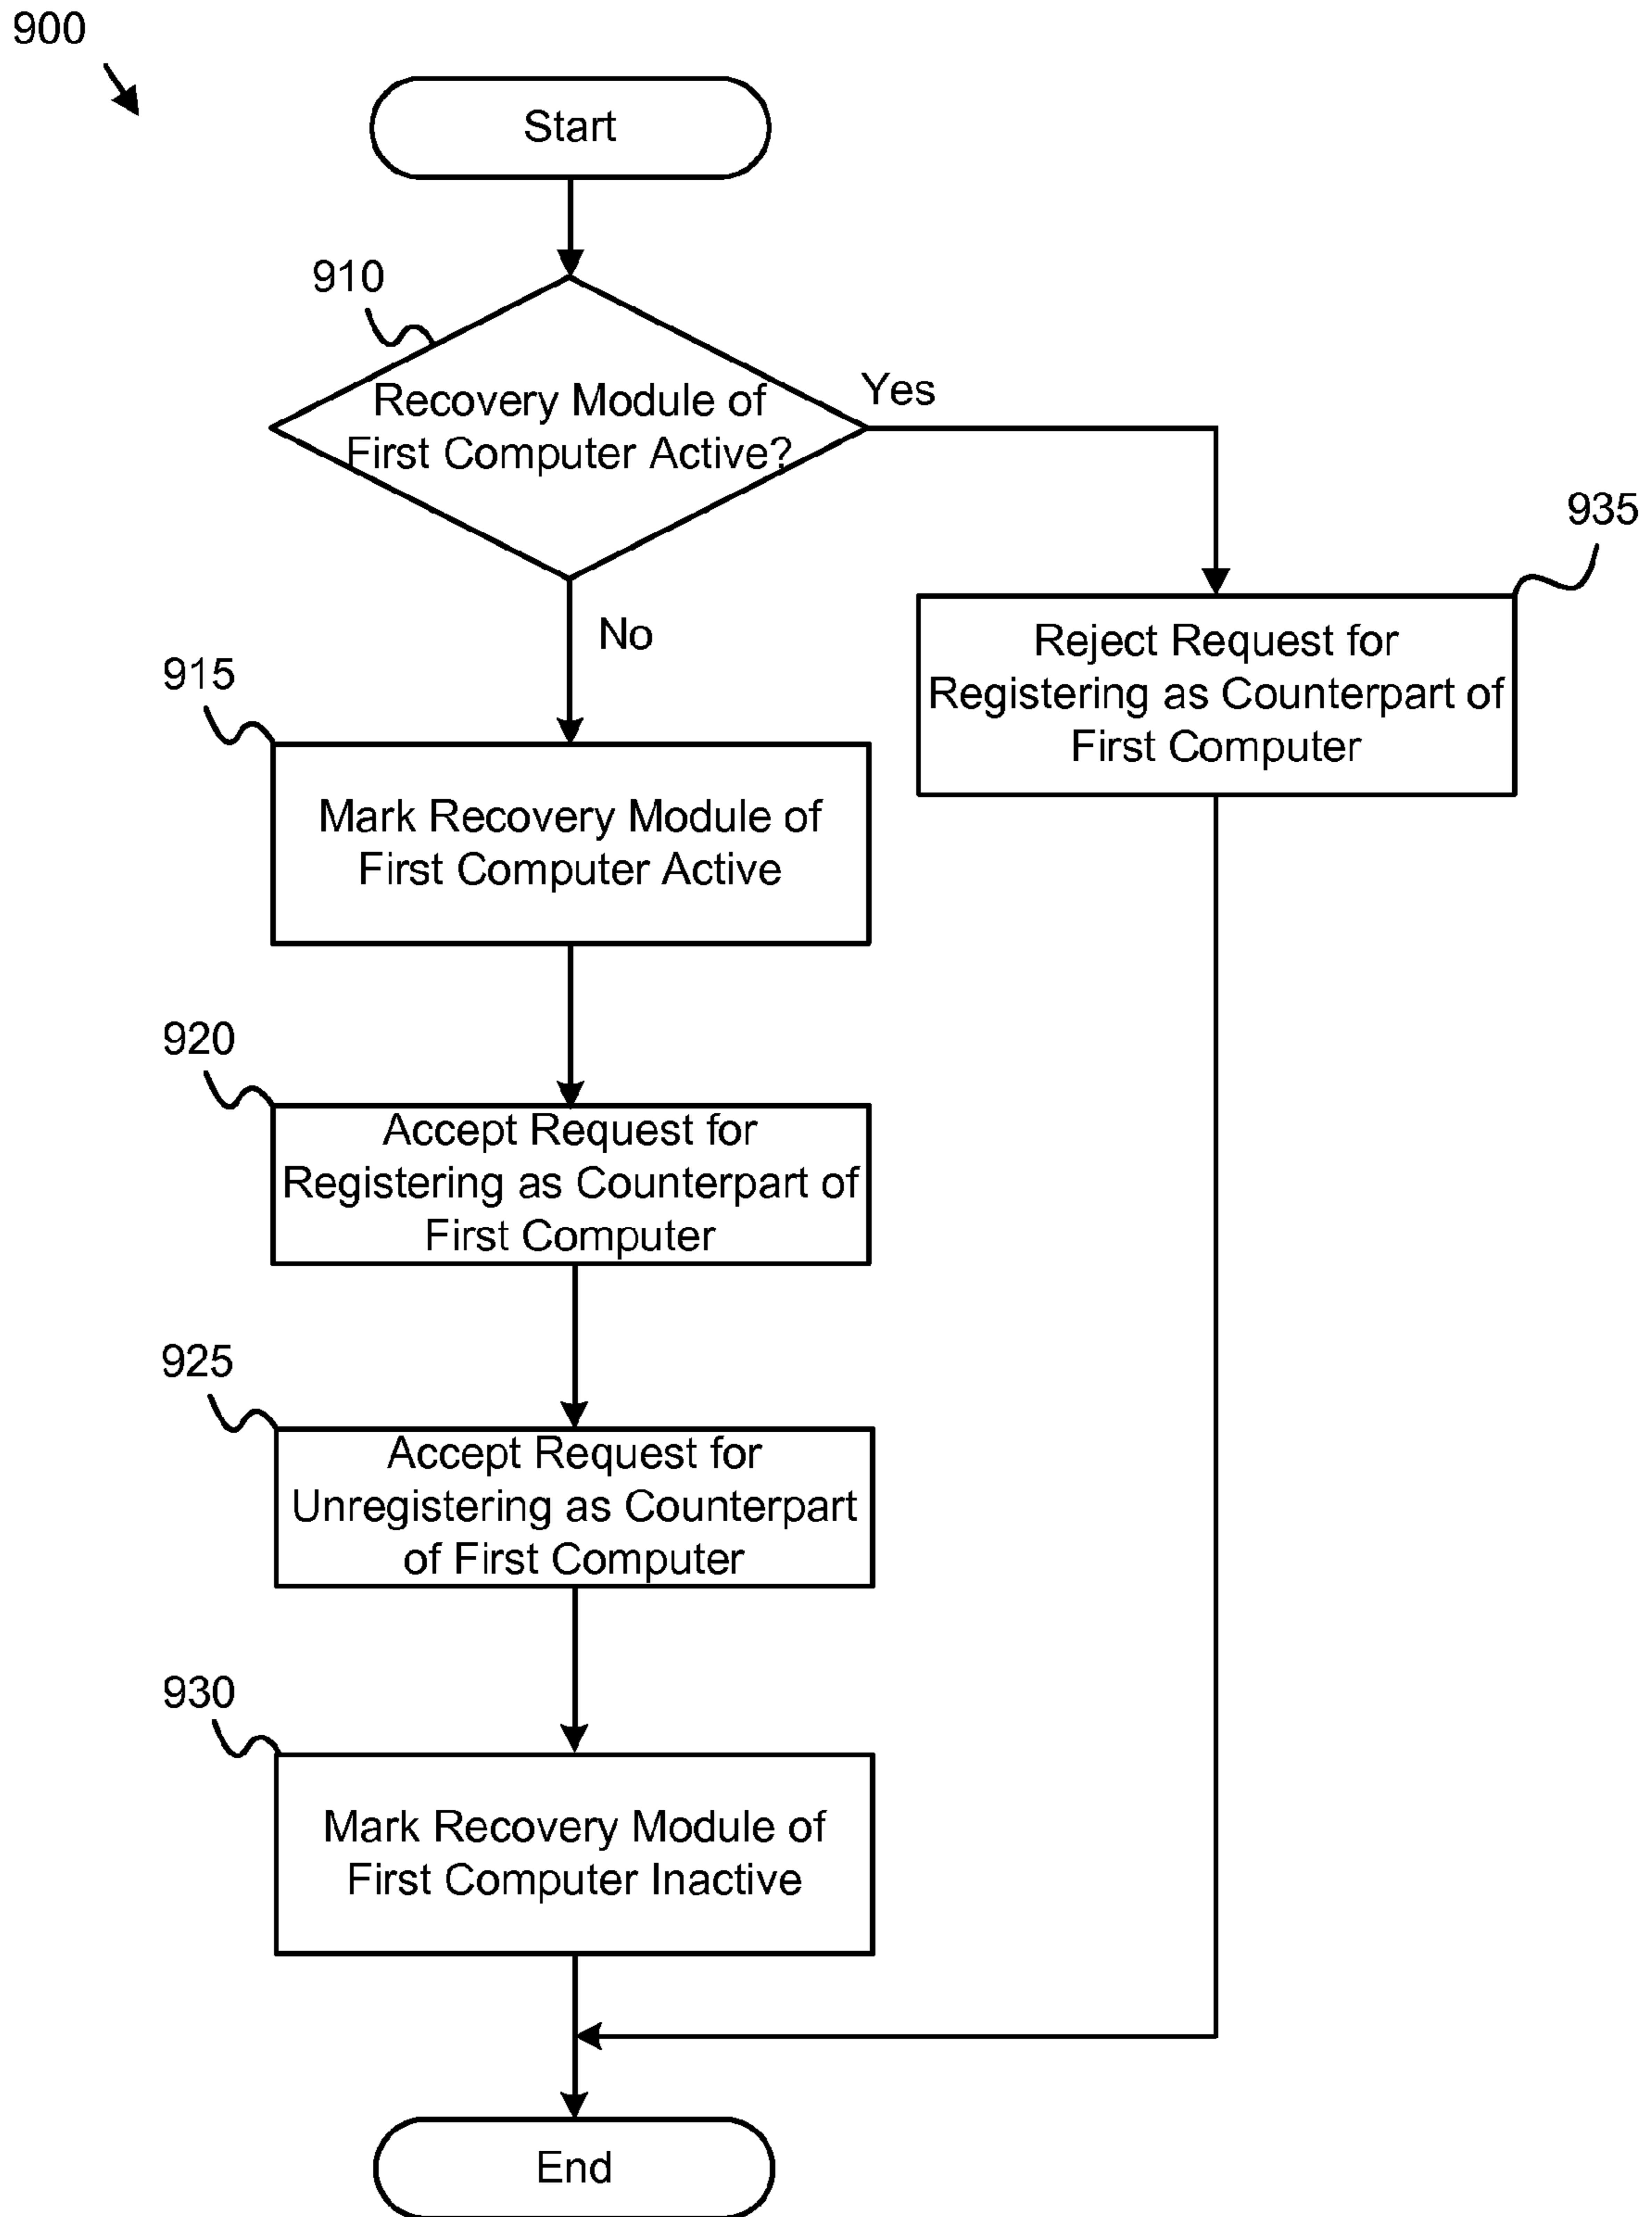 900
Start
910
Recovery Module of
First Computer Active?
Yes
No
935
Reject Request for
Registering as Counterpart of
First Computer
915
Mark Recovery Module of
First Computer Active
920
Accept Request for
Registering as Counterpart of
First Computer
925
Accept Request for
Unregistering as Counterpart
of First Computer
930
Mark Recovery Module of
First Computer Inactive
End